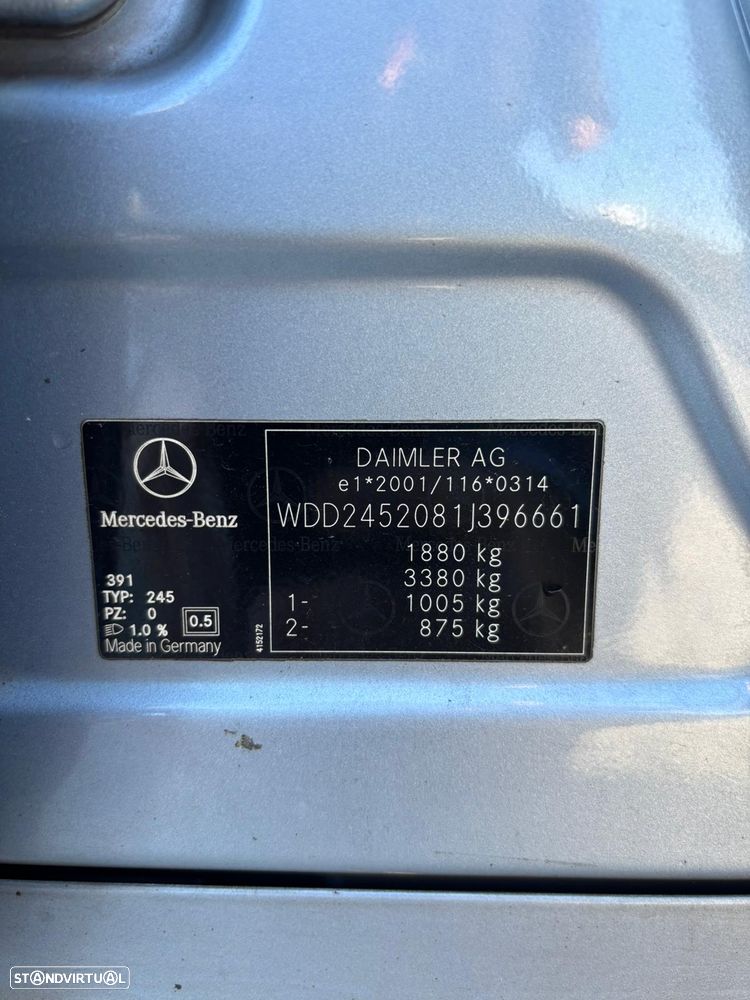 Mercedes-Benz
391
TYP: 245
PZ: 0
1.0 %
0.5
Made in Germany
4152172
DAIMLER AG
e1*2001/116*0314
WDD2452081J396661
1880 kg
3380 kg
1- 1005 kg
2- 875 kg
STANDVIRTUAL